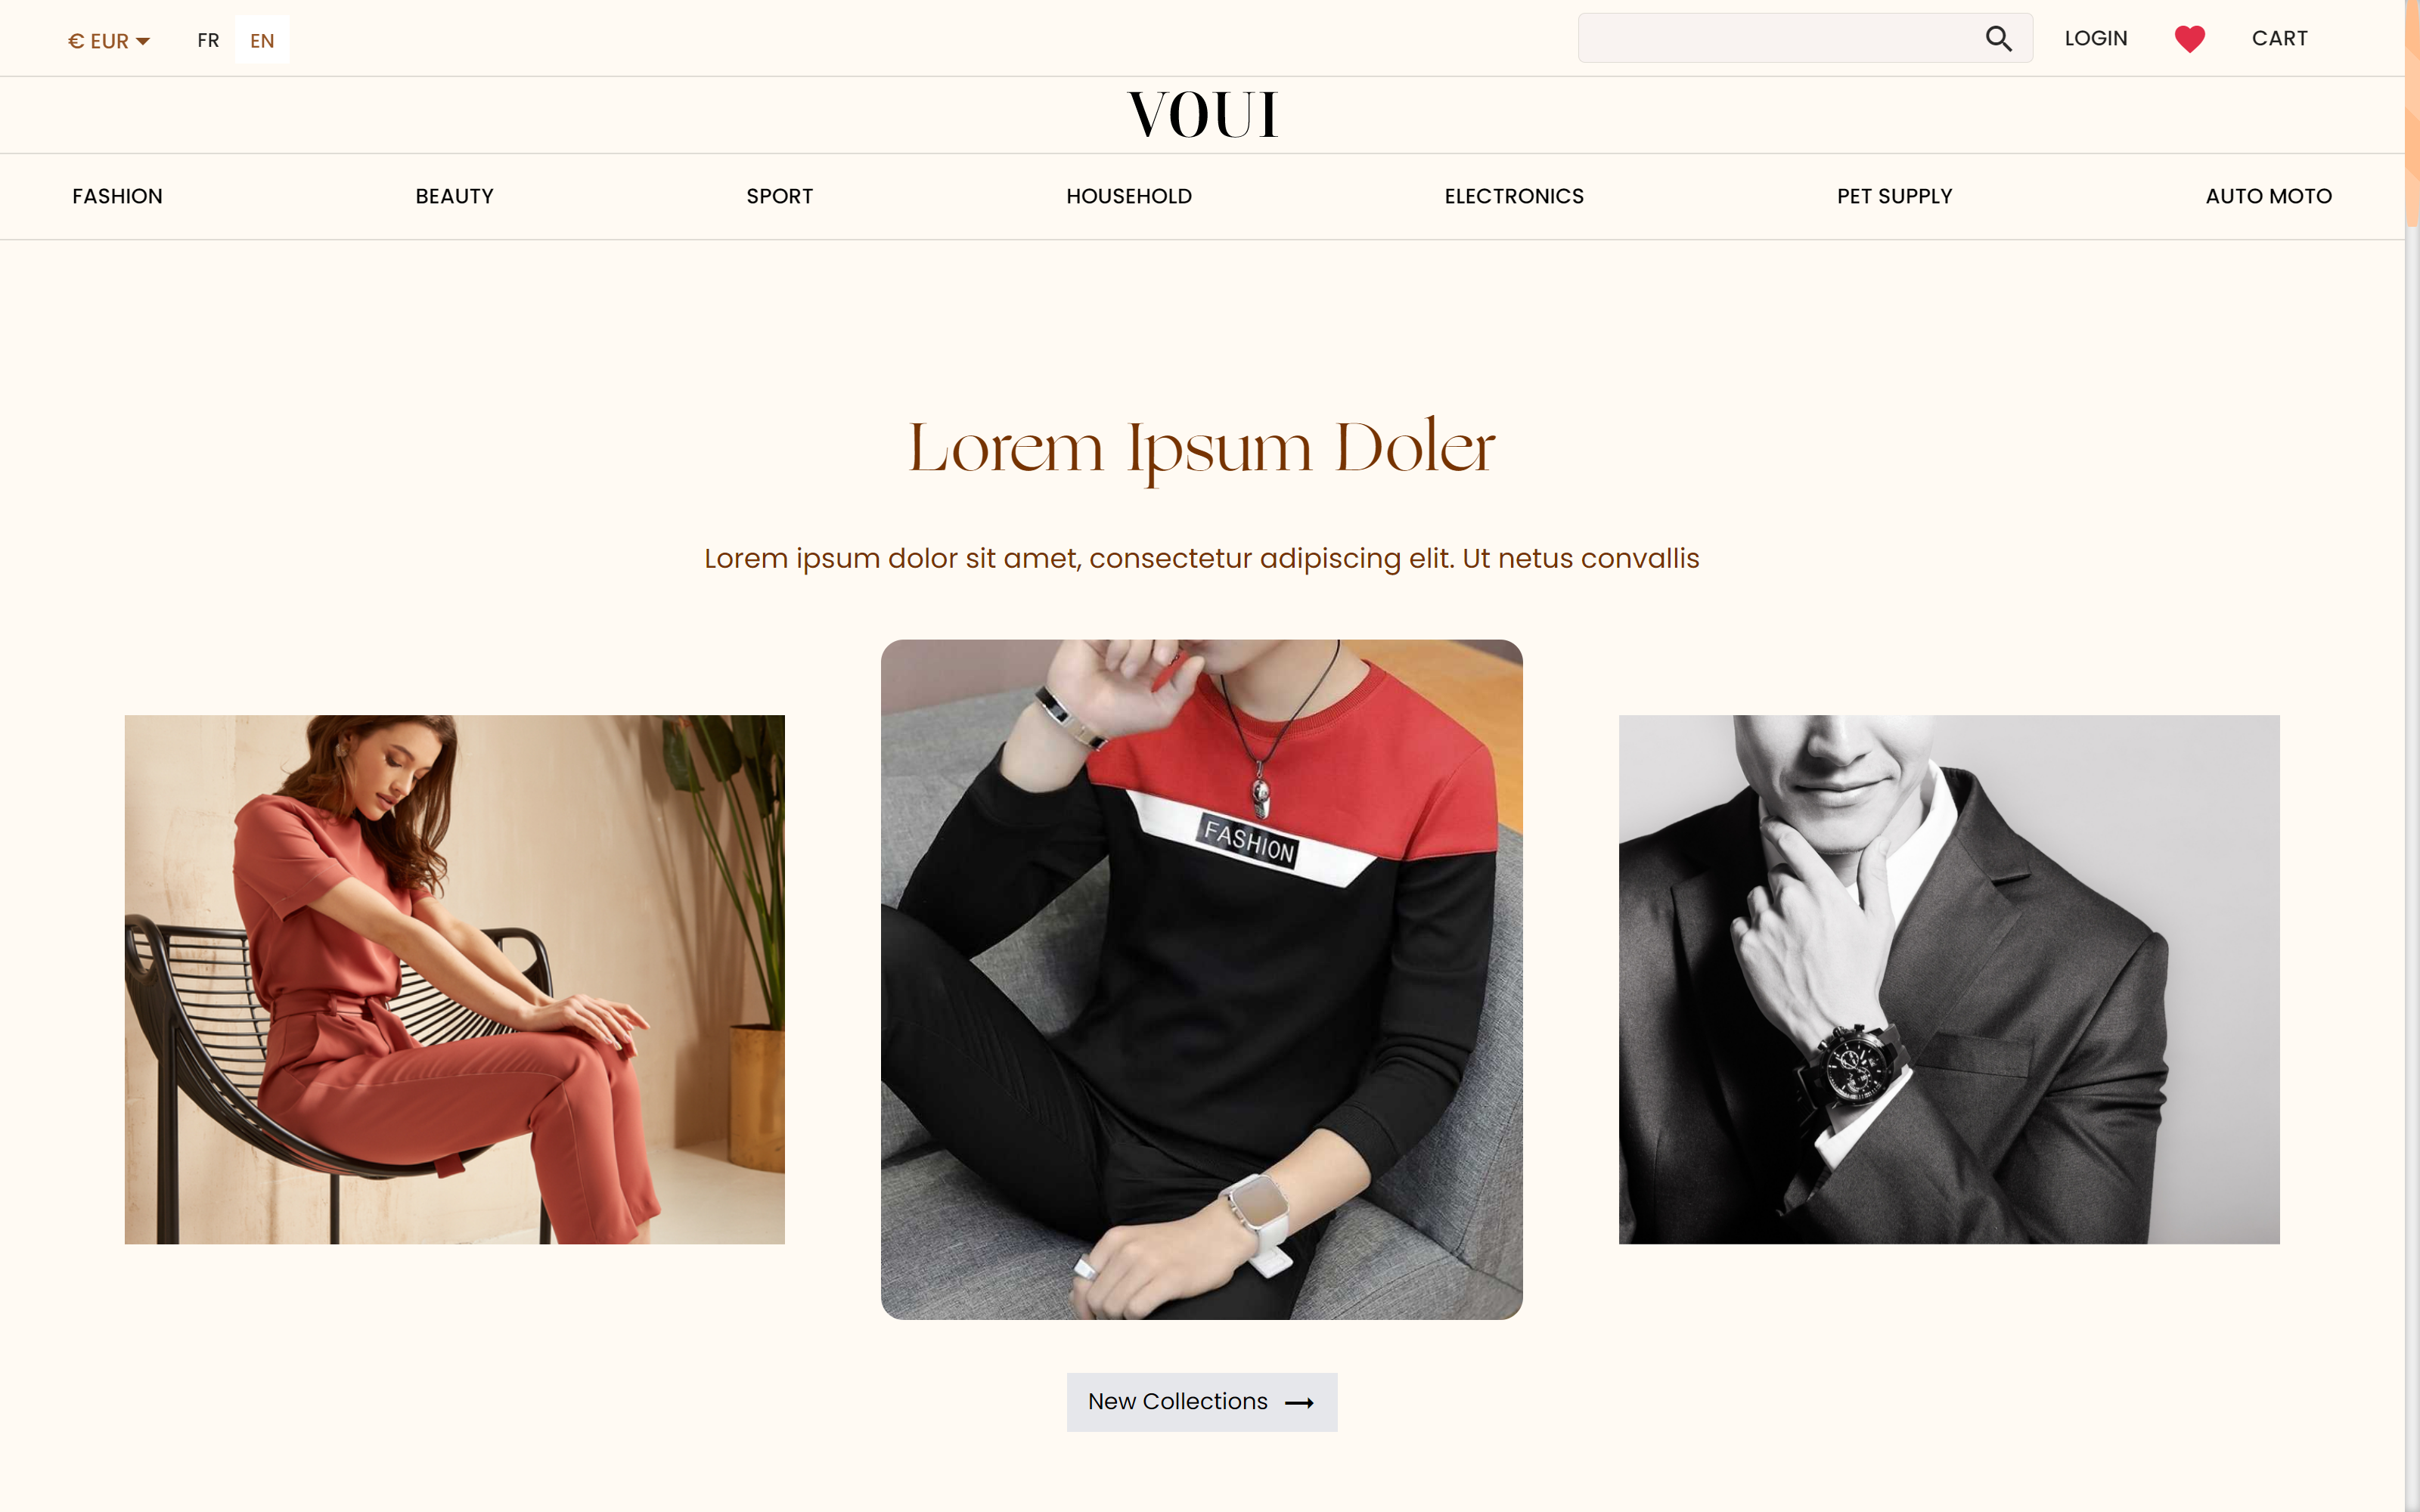 € EUR FR EN LOGIN CART
VOUI
FASHION BEAUTY SPORT HOUSEHOLD ELECTRONICS PET SUPPLY AUTO MOTO
Lorem Ipsum Doler
Lorem ipsum dolor sit amet, consectetur adipiscing elit. Ut netus convallis
FASHION
New Collections